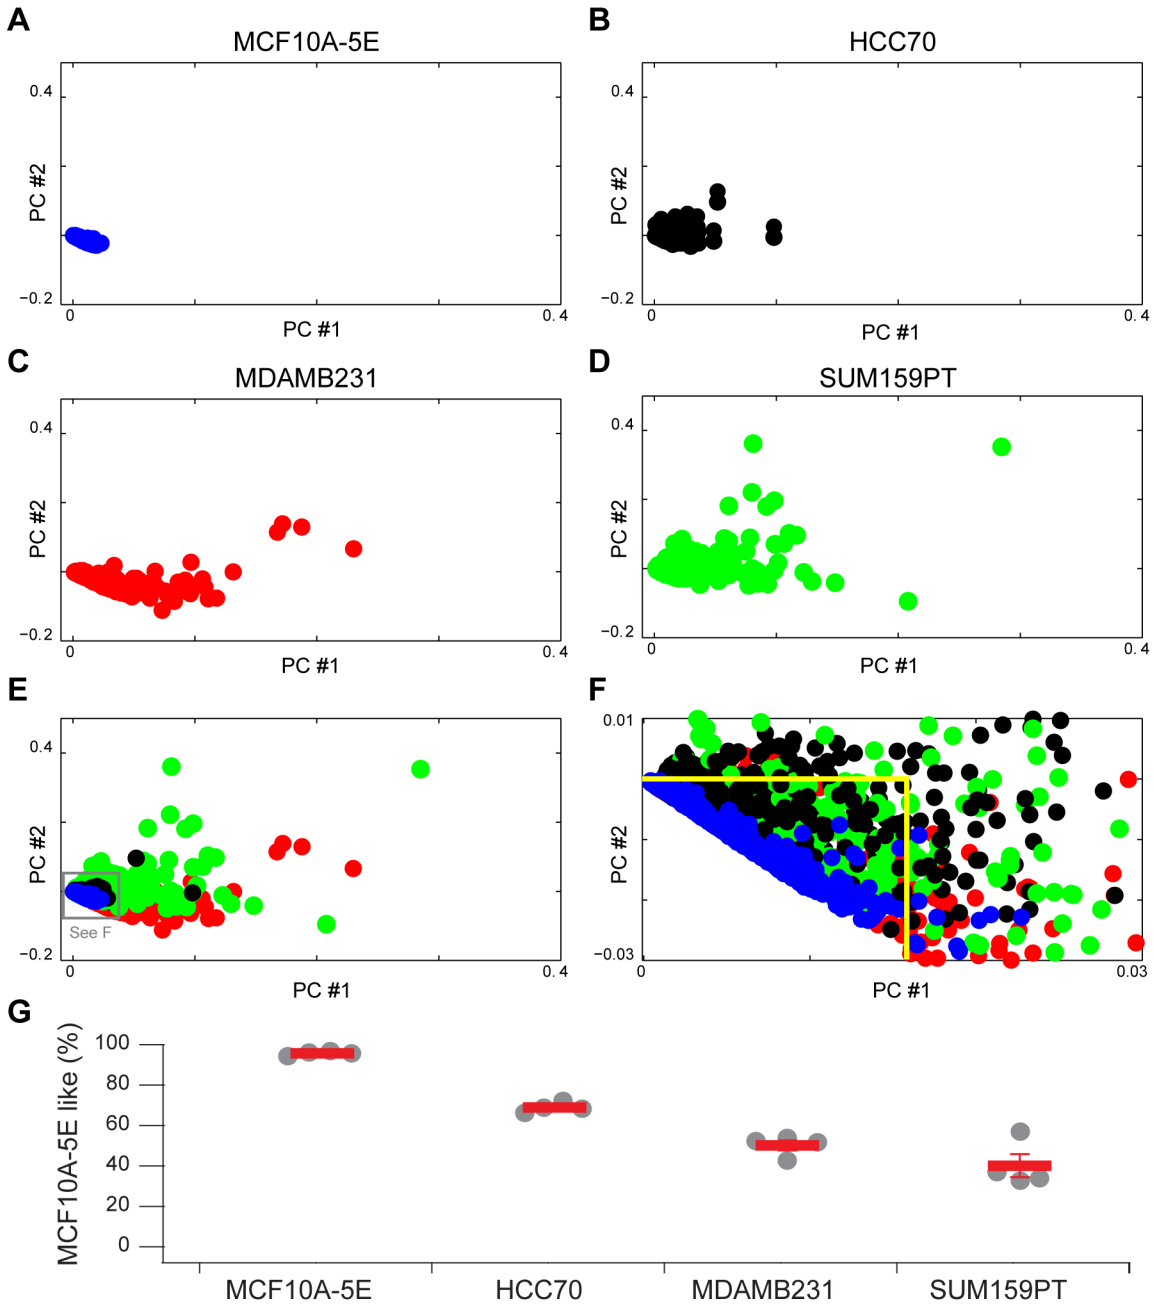 A
MCF10A-5E
0.4
PC #2
−0.2
0
0. 4
PC #1
B
HCC70
0.4
PC #2
−0.2
0
0. 4
PC #1
C
MDAMB231
0.4
PC #2
−0.2
0
0. 4
PC #1
D
SUM159PT
0.4
PC #2
−0.2
0
0. 4
PC #1
E
0.4
PC #2
See F
−0.2
0
0. 4
PC #1
F
0.01
PC #2
−0.03
0
0.03
PC #1
G
MCF10A-5E like (%)
100
80
60
40
20
0
MCF10A-5E
HCC70
MDAMB231
SUM159PT